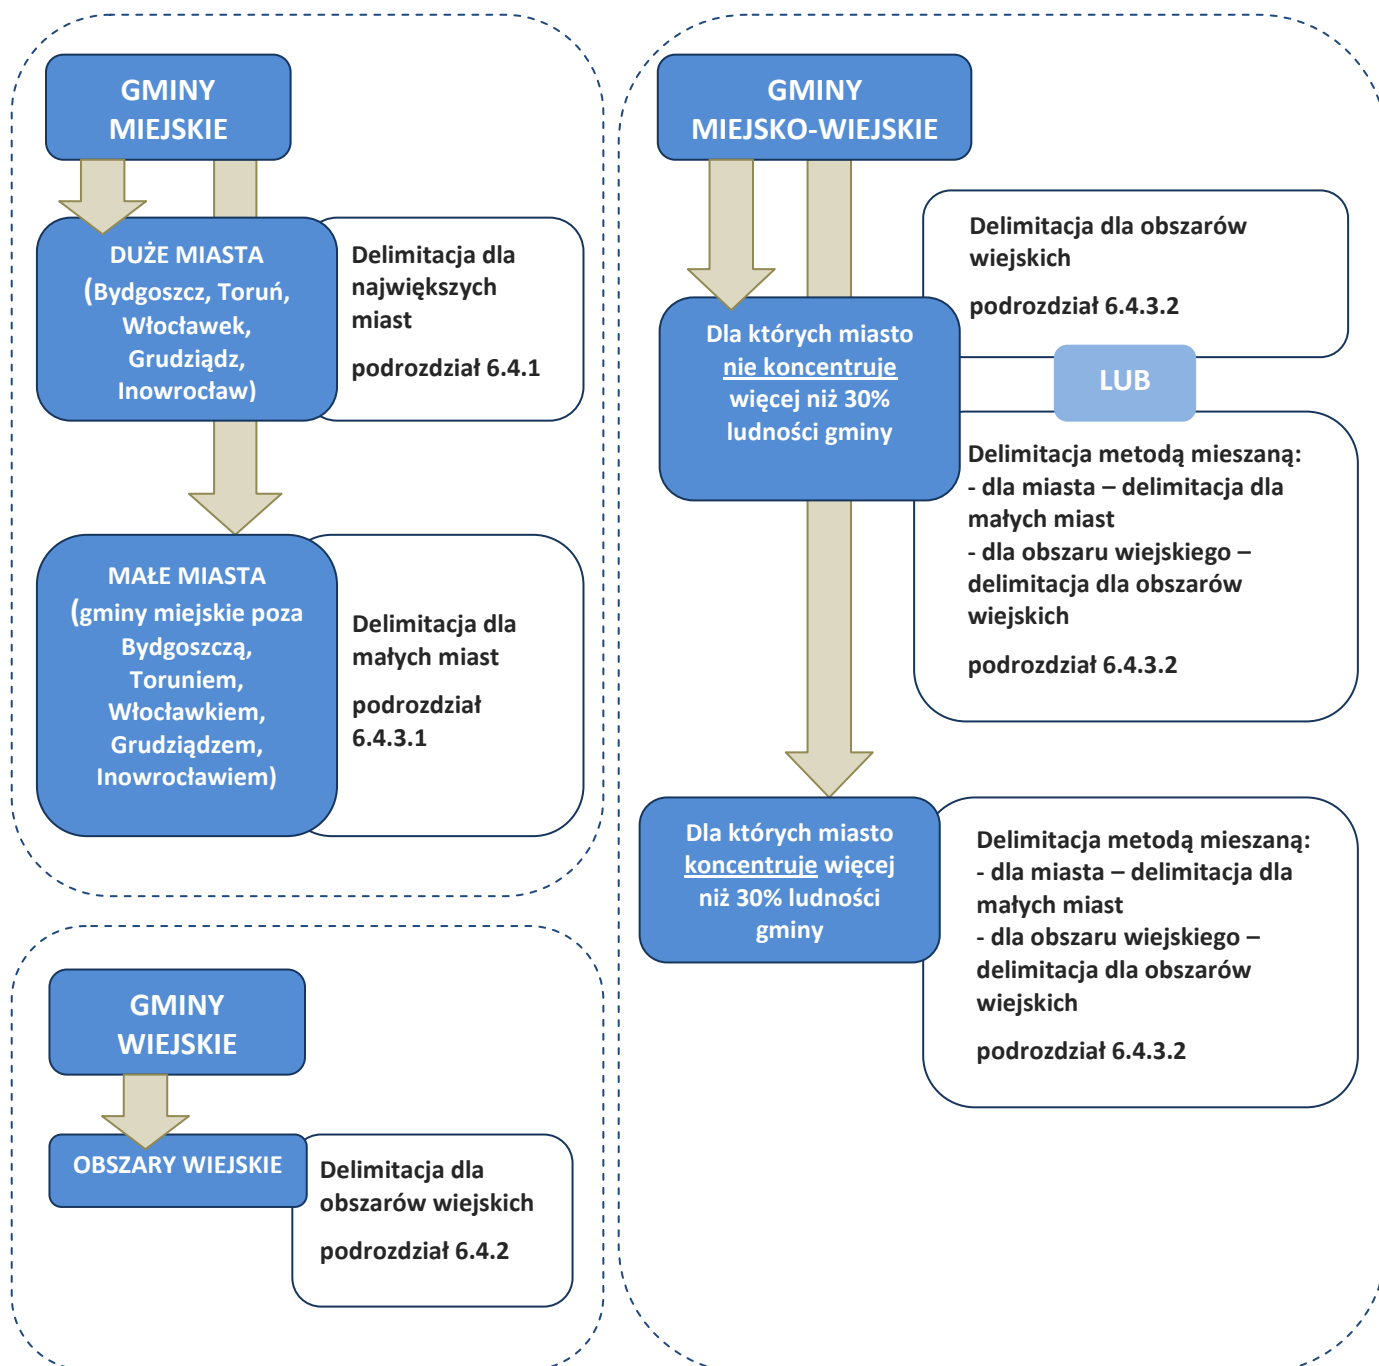 GMINY
MIEJSKIE
DUŻE MIASTA
(Bydgoszcz, Toruń,
Włocławek,
Grudziądz,
Inowrocław)
Delimitacja dla
największych
miast
podrozdział 6.4.1
MAŁE MIASTA
(gminy miejskie poza
Bydgoszczą,
Toruniem,
Włocławkiem,
Grudziądzem,
Inowrocławiem)
Delimitacja dla
małych miast
podrozdział
6.4.3.1
GMINY
WIEJSKIE
OBSZARY WIEJSKIE
Delimitacja dla
obszarów wiejskich
podrozdział 6.4.2
GMINY
MIEJSKO-WIEJSKIE
Dla których miasto
nie koncentruje
więcej niż 30%
ludności gminy
Delimitacja dla obszarów
wiejskich
podrozdział 6.4.3.2
LUB
Delimitacja metodą mieszaną:
- dla miasta – delimitacja dla
małych miast
- dla obszaru wiejskiego –
delimitacja dla obszarów
wiejskich
podrozdział 6.4.3.2
Dla których miasto
koncentruje więcej
niż 30% ludności
gminy
Delimitacja metodą mieszaną:
- dla miasta – delimitacja dla
małych miast
- dla obszaru wiejskiego –
delimitacja dla obszarów
wiejskich
podrozdział 6.4.3.2